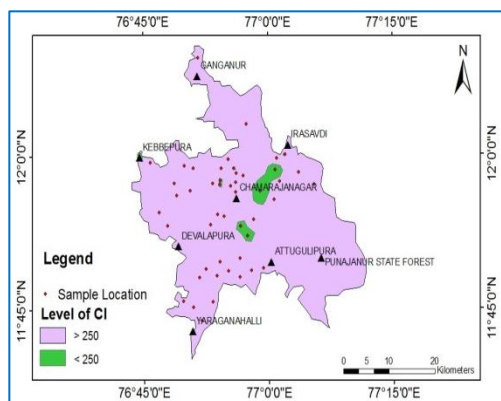 76°45'0"E 77°0'0"E 77°15'0"E
N
GANGANUR
IRASAVDI
KEBBEPURA
12°0'0"N 12°0'0"N
CHAMARAJANAGAR
DEVALAPURA
ATTUGULIPURA
PUNAJANUR STATE FOREST
Legend
Sample Location
Level of Cl
> 250
< 250
YARAGANAHALLI
11°45'0"N 11°45'0"N
0 5 10 20
Kilometers
76°45'0"E 77°0'0"E 77°15'0"E